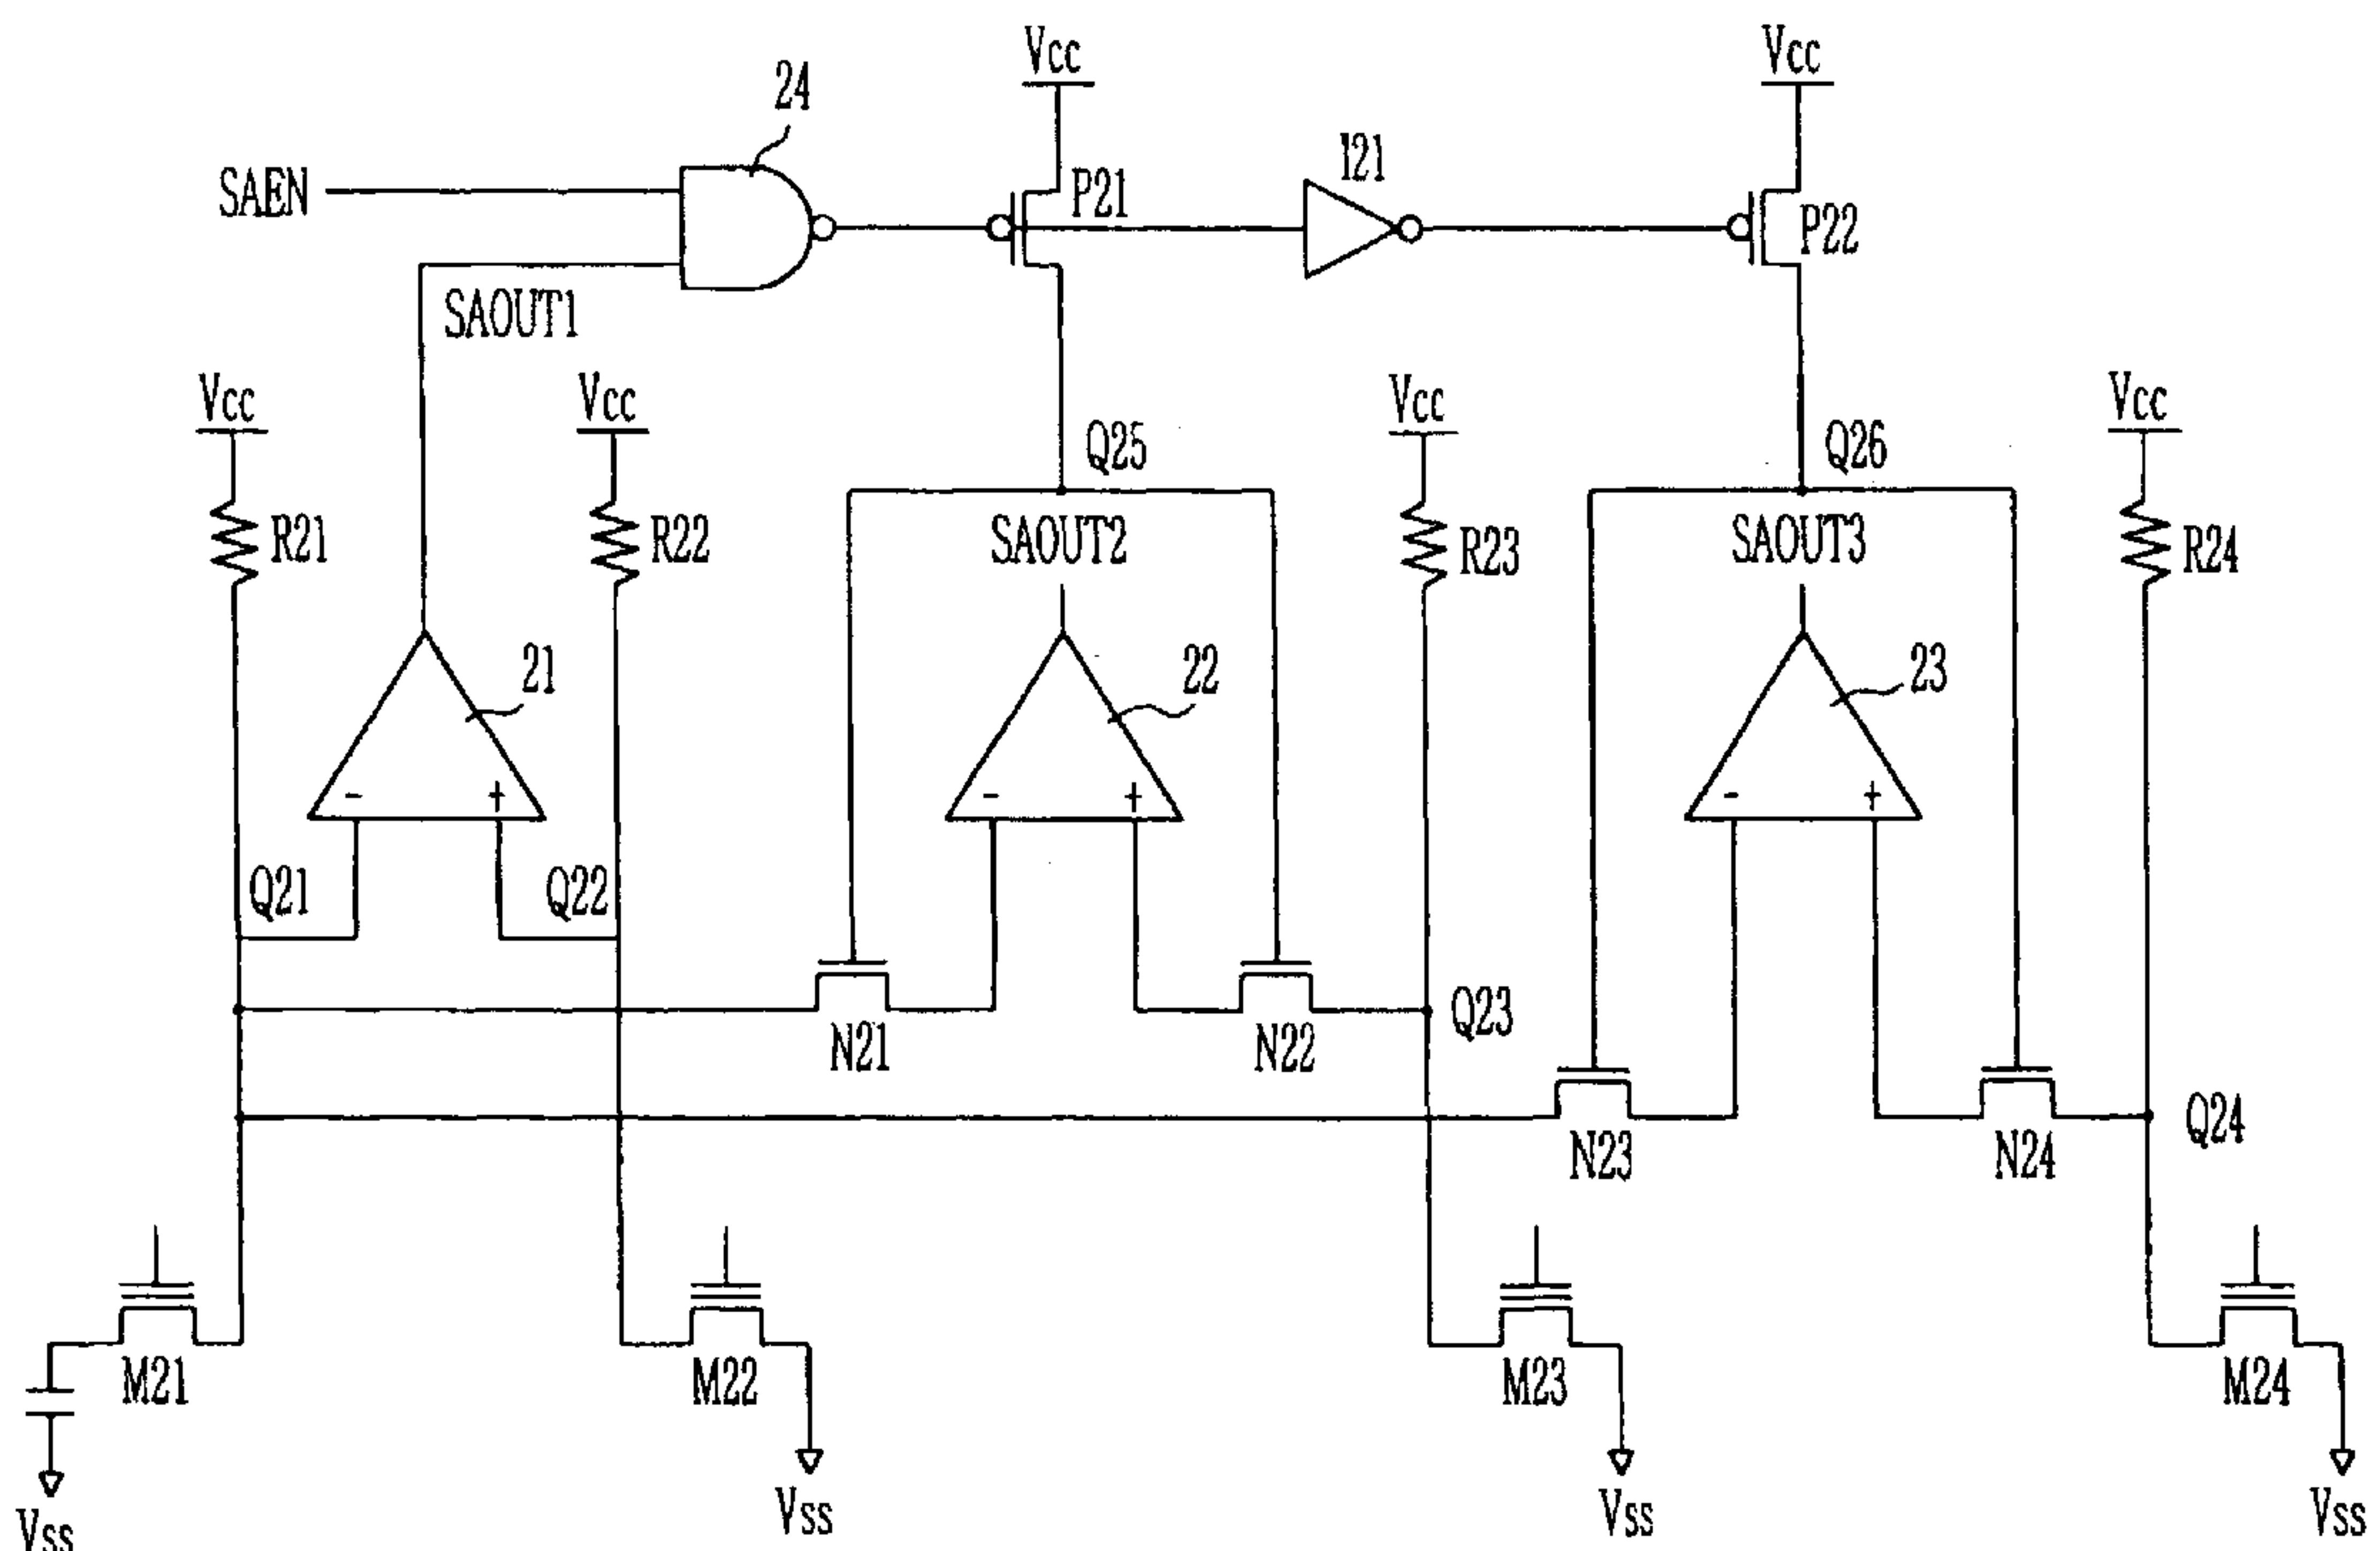 Vcc
Vcc
24
I21
SAEN
P21
P22
SAOUT1
Vcc
Vcc
Vcc
Vcc
Q25
Q26
R21
R22
SAOUT2
R23
SAOUT3
R24
21
22
23
-
+
-
+
-
+
Q21
Q22
Q23
N21
N22
Q24
N23
N24
M21
M22
M23
M24
Vss
Vss
Vss
Vss